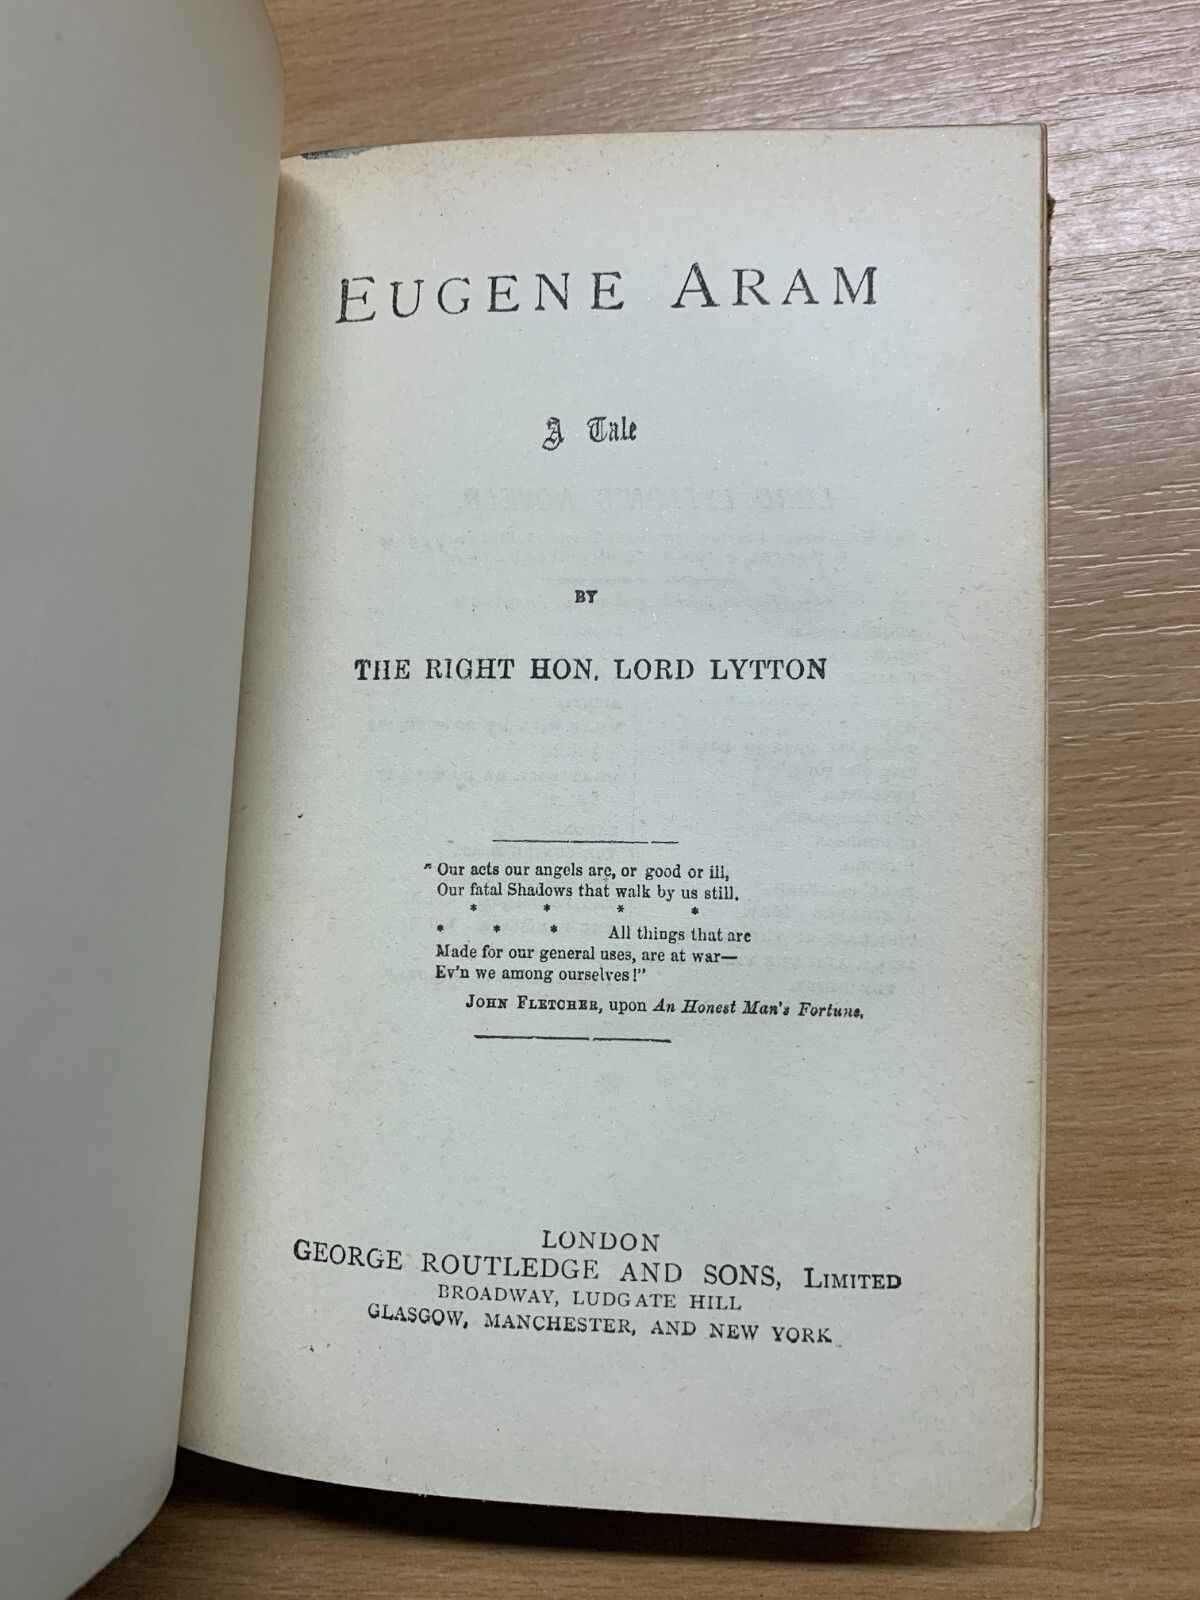 EUGENE ARAM
A Tale
BY
THE RIGHT HON. LORD LYTTON
"Our acts our angels are, or good or ill,
Our fatal Shadows that walk by us still.
* * * *
* * * All things that are
Made for our general uses, are at war—
Ev'n we among ourselves!"
JOHN FLETCHER, upon An Honest Man's Fortune.
LONDON
GEORGE ROUTLEDGE AND SONS, LIMITED
BROADWAY, LUDGATE HILL
GLASGOW, MANCHESTER, AND NEW YORK